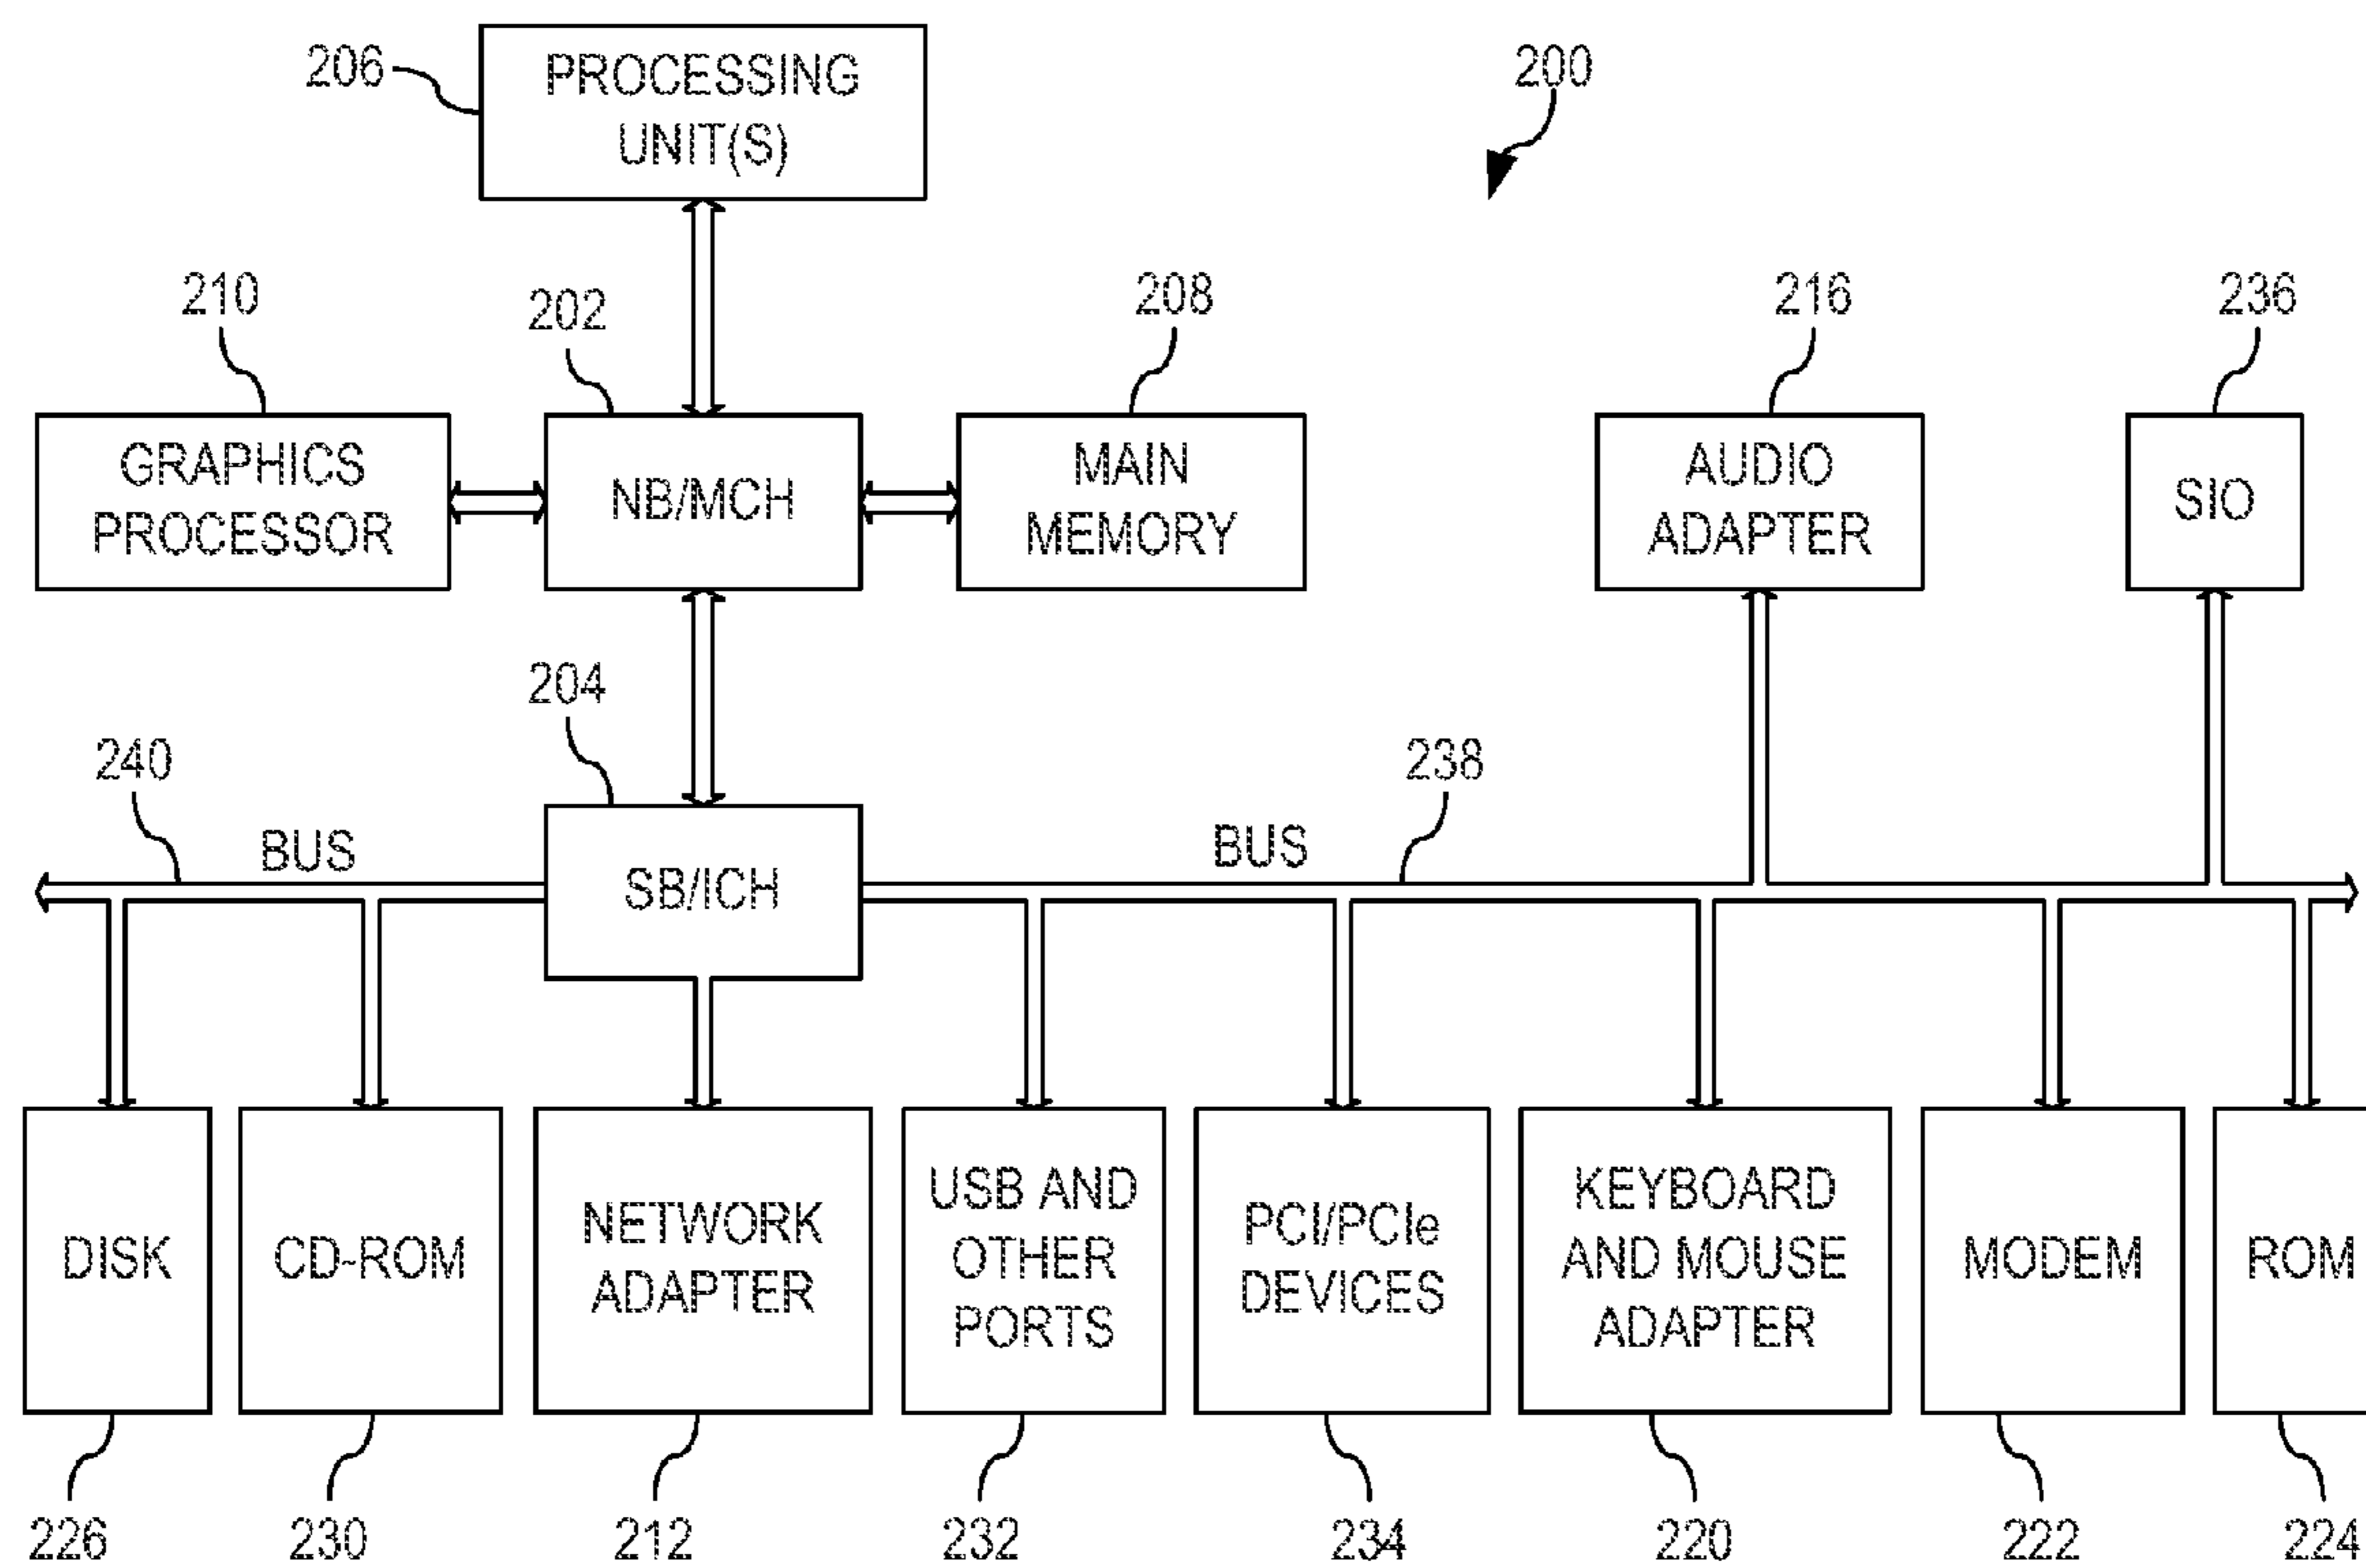 206
PROCESSING
UNIT(S)
200
210
202
208
216
236
GRAPHICS
PROCESSOR
NB/MCH
MAIN
MEMORY
AUDIO
ADAPTER
SIO
204
240
238
BUS
BUS
SB/ICH
DISK
CD-ROM
NETWORK
ADAPTER
USB AND
OTHER
PORTS
PCI/PCIe
DEVICES
KEYBOARD
AND MOUSE
ADAPTER
MODEM
ROM
226
230
212
232
234
220
222
224